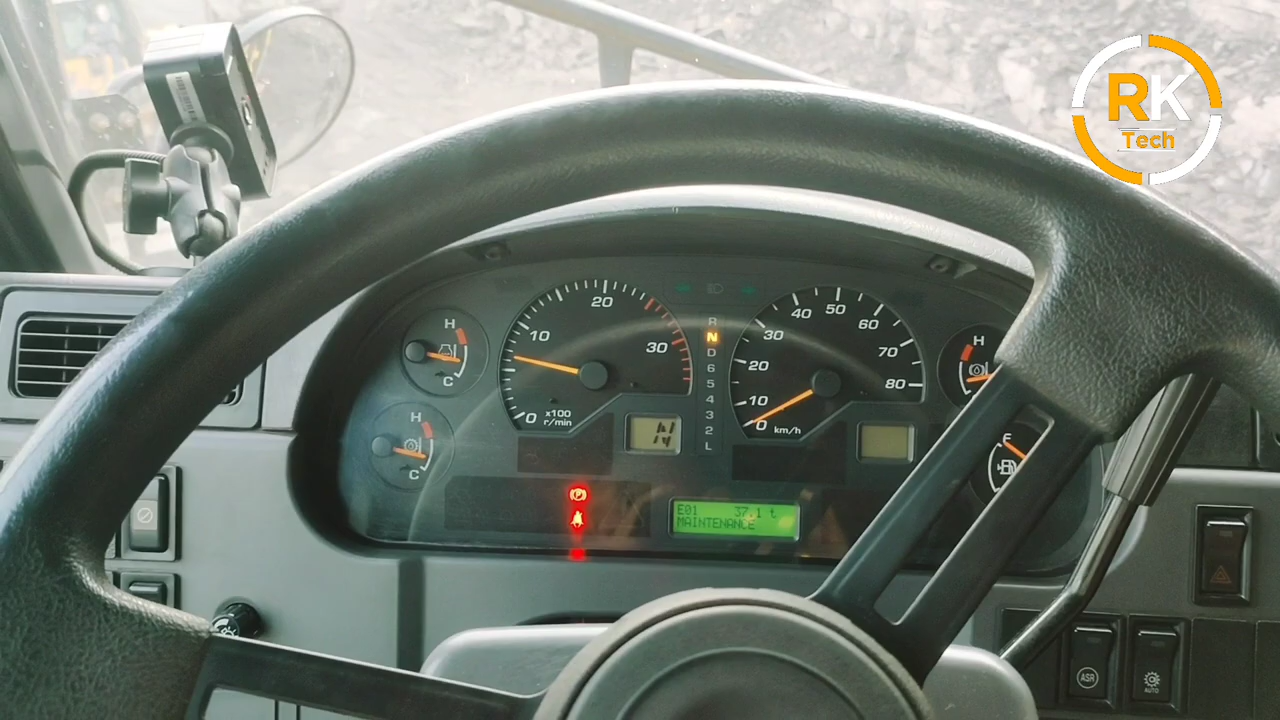 RK
Tech
H
C
H
C
0
10
20
30
x100
r/min
N
R
N
D
6
5
4
3
2
L
0
10
20
30
40
50
60
70
80
km/h
H
F
E01 37.1 t
MAINTENANCE
ASR
AUTO